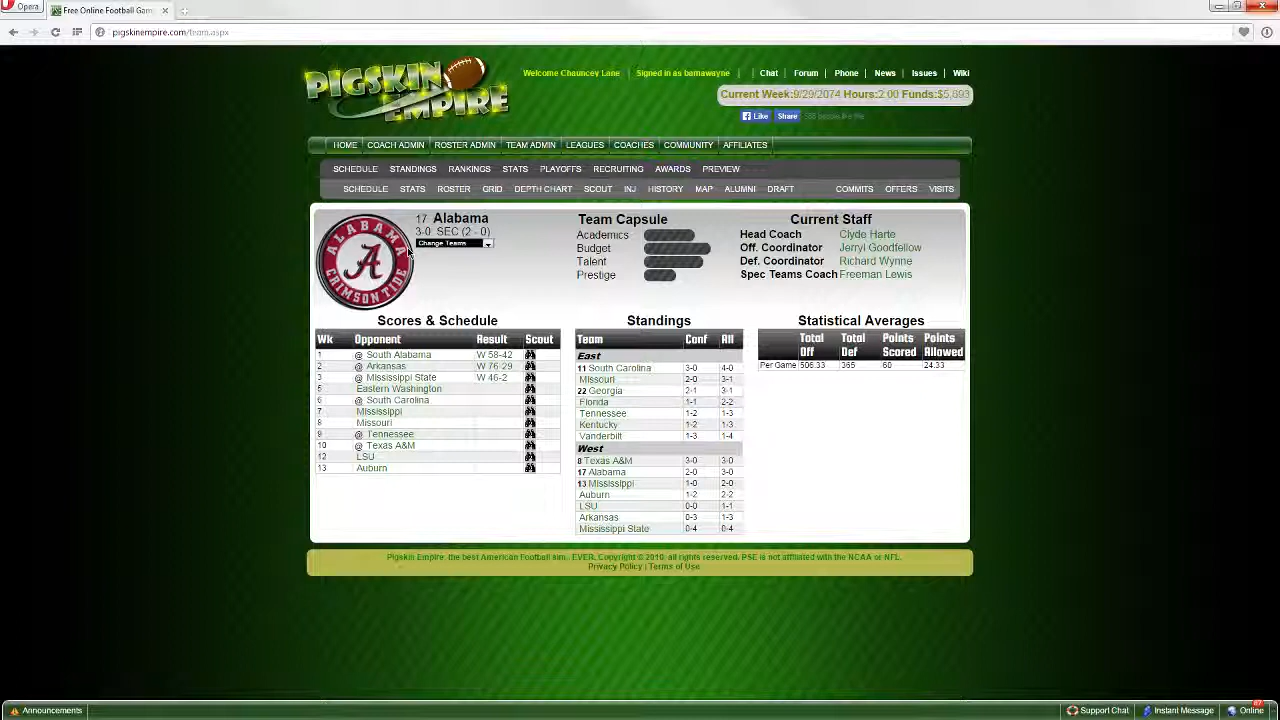 Opera
Free Online Football Gam
pigskinempire.com/team.aspx
PIGSKIN EMPIRE
Welcome Chauncey Lane | Signed in as bamawayne | | Chat | Forum | Phone | News | Issues | Wiki
Current Week:9/29/2074 Hours:2.00 Funds:$5,693
Like Share
HOME COACH ADMIN ROSTER ADMIN TEAM ADMIN LEAGUES COACHES COMMUNITY AFFILIATES
SCHEDULE STANDINGS RANKINGS STATS PLAYOFFS RECRUITING AWARDS PREVIEW
SCHEDULE STATS ROSTER GRID DEPTH CHART SCOUT INJ HISTORY MAP ALUMNI DRAFT COMMITS OFFERS VISITS
ALABAMA A CRIMSON TIDE
17 Alabama
3-0 SEC (2 - 0)
Change Teams
Team Capsule
Academics
Budget
Talent
Prestige
Current Staff
Head Coach Clyde Harte
Off. Coordinator Jerryl Goodfellow
Def. Coordinator Richard Wynne
Spec Teams Coach Freeman Lewis
Scores & Schedule
Wk Opponent Result Scout
1 @ South Alabama W 58-42
2 @ Arkansas W 76-29
3 @ Mississippi State W 46-2
5 Eastern Washington
6 @ South Carolina
7 Mississippi
8 Missouri
9 @ Tennessee
10 @ Texas A&M
12 LSU
13 Auburn
Standings
Team Conf All
East
11 South Carolina 3-0 4-0
Missouri 2-0 3-1
22 Georgia 2-1 3-1
Florida 1-1 2-2
Tennessee 1-2 1-3
Kentucky 1-2 1-3
Vanderbilt 1-3 1-4
West
8 Texas A&M 3-0 3-0
17 Alabama 2-0 3-0
13 Mississippi 1-0 2-0
Auburn 1-2 2-2
LSU 0-0 1-1
Arkansas 0-3 1-3
Mississippi State 0-4 0-4
Statistical Averages
Total Off Total Def Points Scored Points Allowed
Per Game 506.33 365 60 24.33
Pigskin Empire, the best American Football sim - EVER. Copyright © 2010, all rights reserved. PSE is not affiliated with the NCAA or NFL.
Privacy Policy | Terms of Use
Announcements
Support Chat Instant Message Online